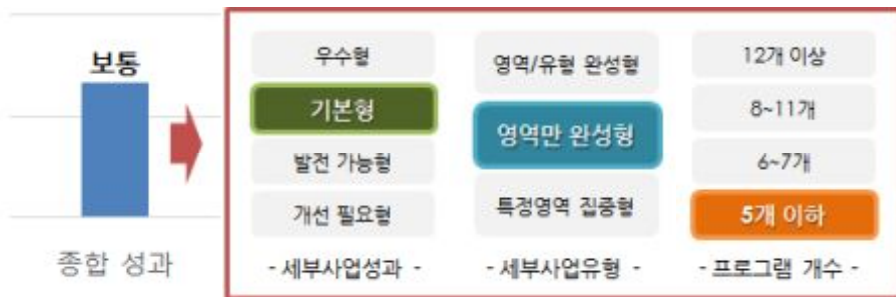 보통
종합 성과
우수형
기본형
발전 가능형
개선 필요형
- 세부사업성과 -
영역/유형 완성형
영역만 완성형
특정영역 집중형
- 세부사업유형 -
12개 이상
8~11개
6~7개
5개 이하
- 프로그램 개수 -